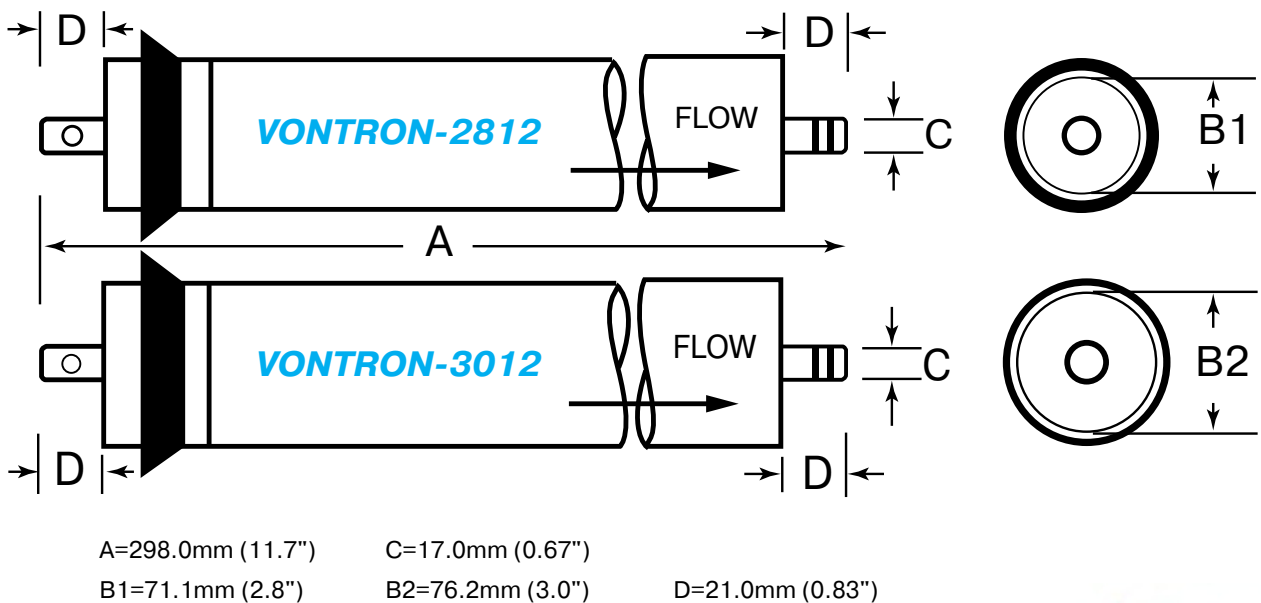 D
D
VONTRON-2812
FLOW
C
B1
A
VONTRON-3012
FLOW
C
B2
D
D
A=298.0mm (11.7") C=17.0mm (0.67")
B1=71.1mm (2.8") B2=76.2mm (3.0") D=21.0mm (0.83")